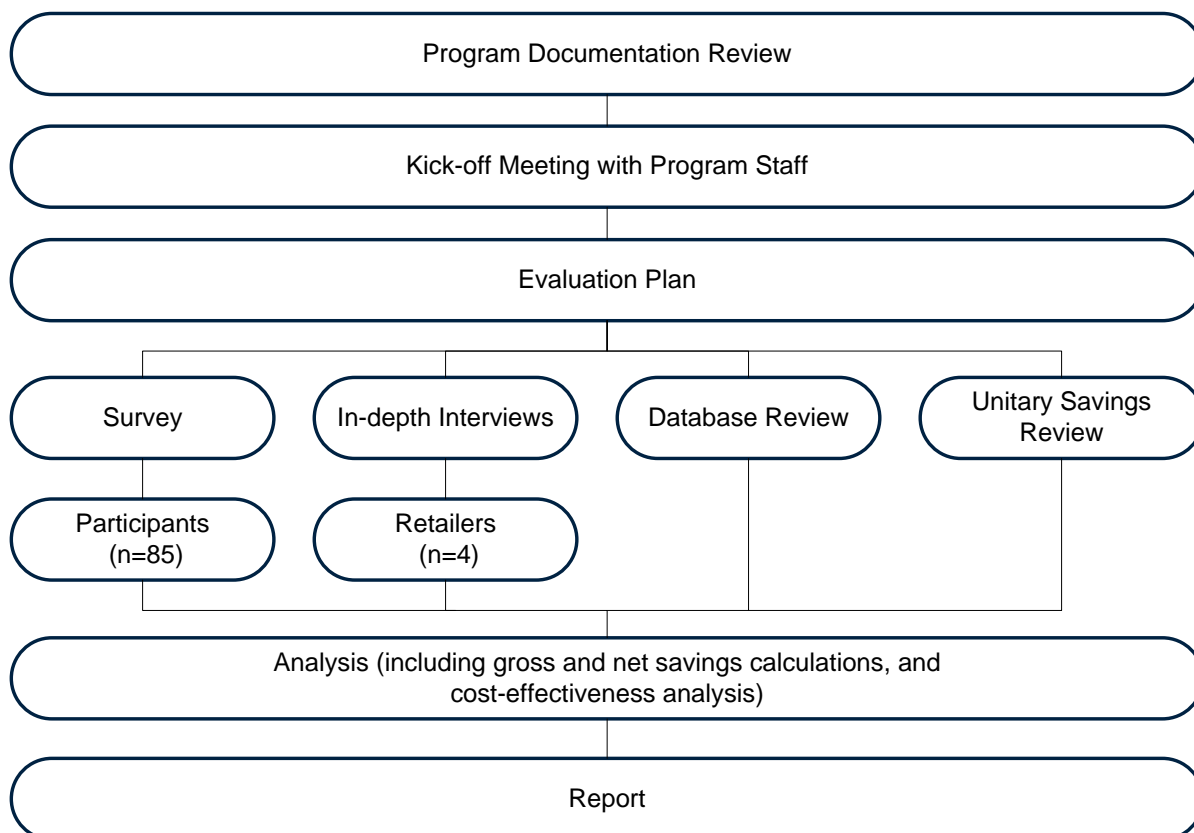 Program Documentation Review
Kick-off Meeting with Program Staff
Evaluation Plan
Survey
In-depth Interviews
Database Review
Unitary Savings
Review
Participants
(n=85)
Retailers
(n=4)
Analysis (including gross and net savings calculations, and
cost-effectiveness analysis)
Report